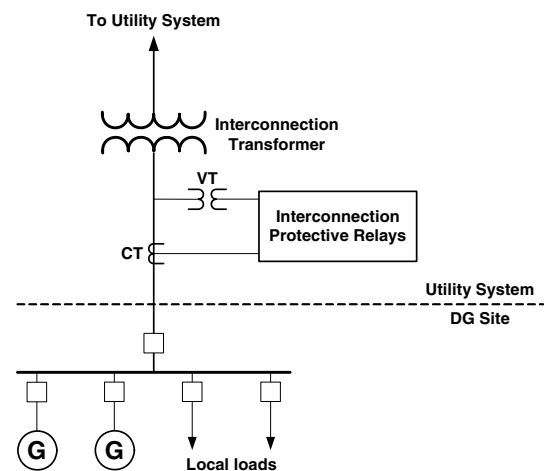 To Utility System
Interconnection
Transformer
VT
Interconnection
Protective Relays
CT
Utility System
DG Site
G
G
Local loads